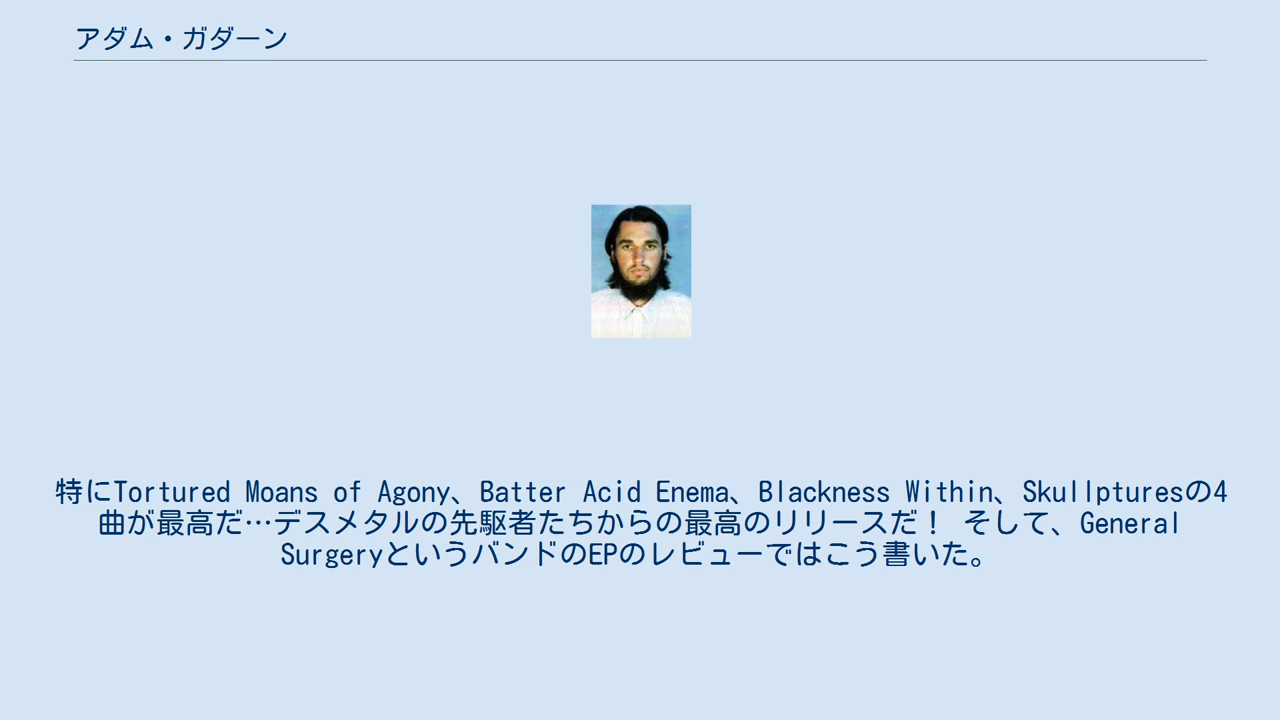 アダム・ガダーン
特にTortured Moans of Agony、Batter Acid Enema、Blackness Within、Skullpturesの4
曲が最高だ…デスメタルの先駆者たちからの最高のリリースだ！ そして、General
SurgeryというバンドのEPのレビューではこう書いた。